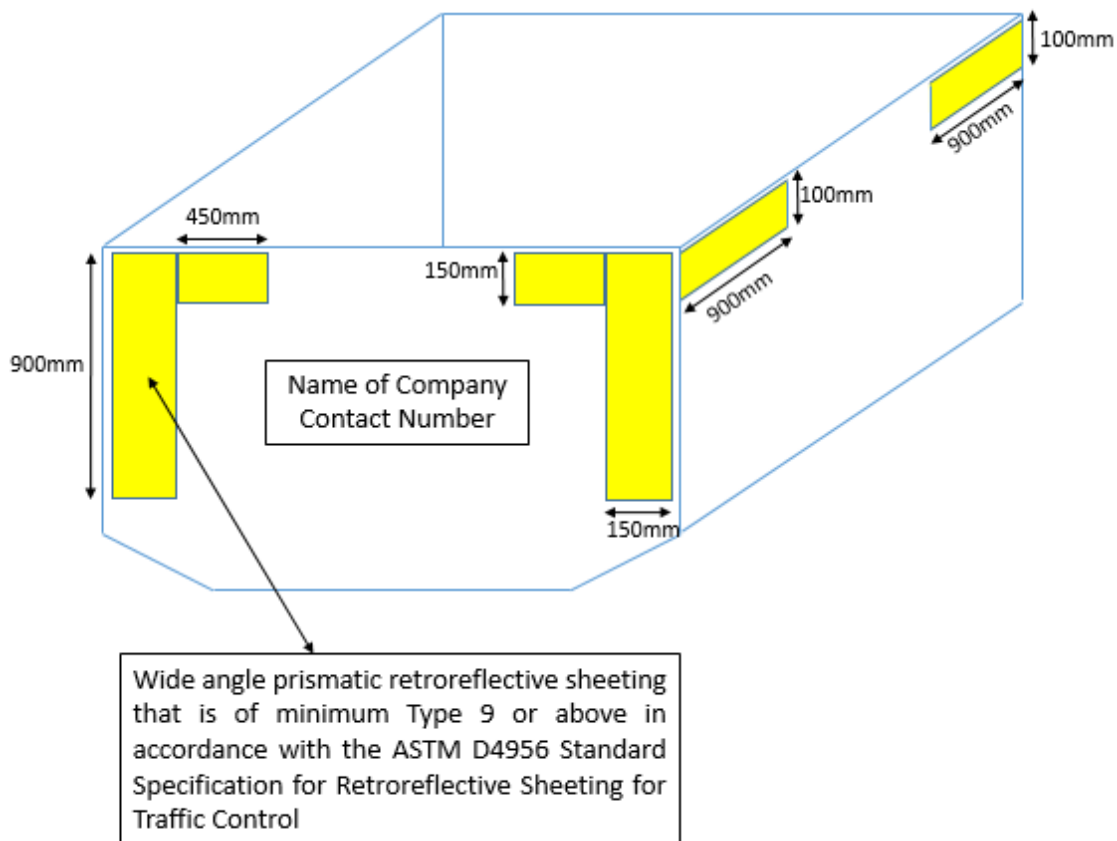 100mm
900mm
450mm
100mm
150mm
900mm
900mm
Name of Company
Contact Number
150mm
Wide angle prismatic retroreflective sheeting
that is of minimum Type 9 or above in
accordance with the ASTM D4956 Standard
Specification for Retroreflective Sheeting for
Traffic Control